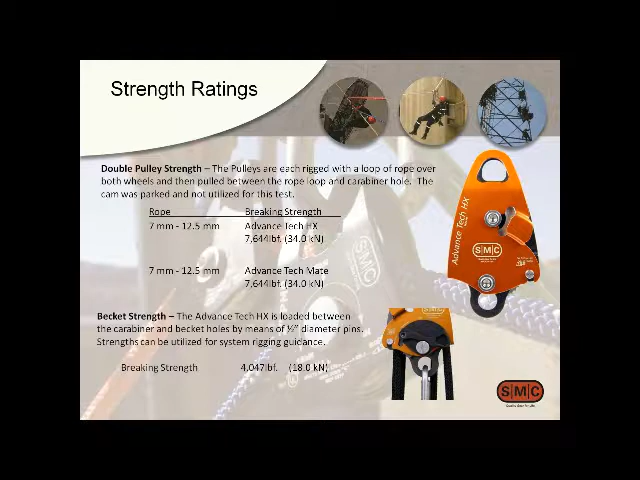 Strength Ratings
Double Pulley Strength – The Pulleys are each rigged with a loop of rope over
both wheels and then pulled between the rope loop and carabiner hole. The
cam was parked and not utilized for this test.
Rope Breaking Strength
7 mm - 12.5 mm Advance Tech HX
7,644lbf. (34.0 kN)
7 mm - 12.5 mm Advance Tech Mate
7,644lbf. (34.0 kN)
Becket Strength – The Advance Tech HX is loaded between
the carabiner and becket holes by means of ½” diameter pins.
Strengths can be utilized for system rigging guidance.
Breaking Strength 4,047lbf. (18.0 kN)
Advance Tech HX
SMC
SMC
SMC